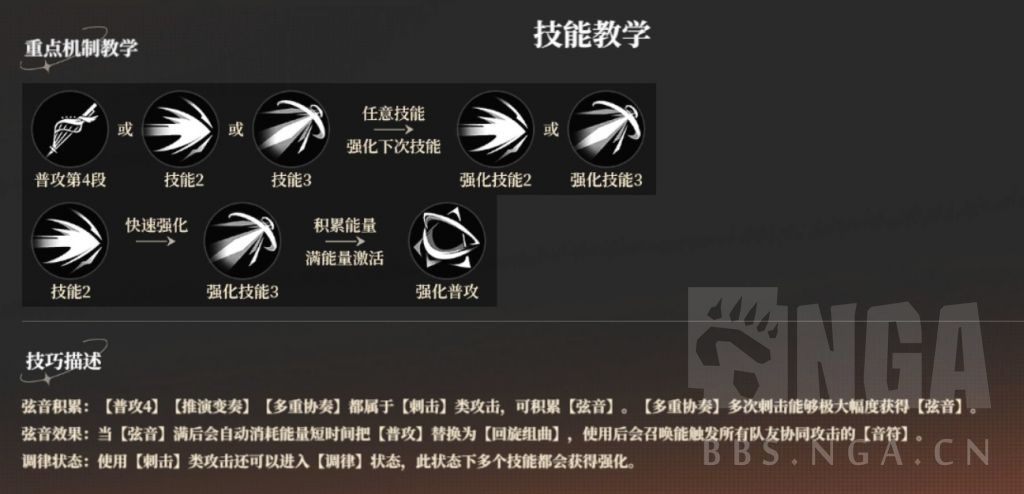 技能教学
重点机制教学
或 或 任意技能 或
强化下次技能
普攻第4段 技能2 技能3 强化技能2 强化技能3
快速强化 积累能量
满能量激活
技能2 强化技能3 强化普攻
NGA
技巧描述
弦音积累：【普攻4】【推演变奏】【多重协奏】都属于【刺击】类攻击，可积累【弦音】。【多重协奏】多次刺击能够极大幅度获得【弦音】。
弦音效果：当【弦音】满后会自动消耗能量短时间把【普攻】替换为【回旋组曲】，使用后会召唤能触发所有队友协同攻击的【音符】.
调律状态：使用【刺击】类攻击还可以进入【调律】状态，此状态下多个技能都会获得强化。
BBS.NGA.CN